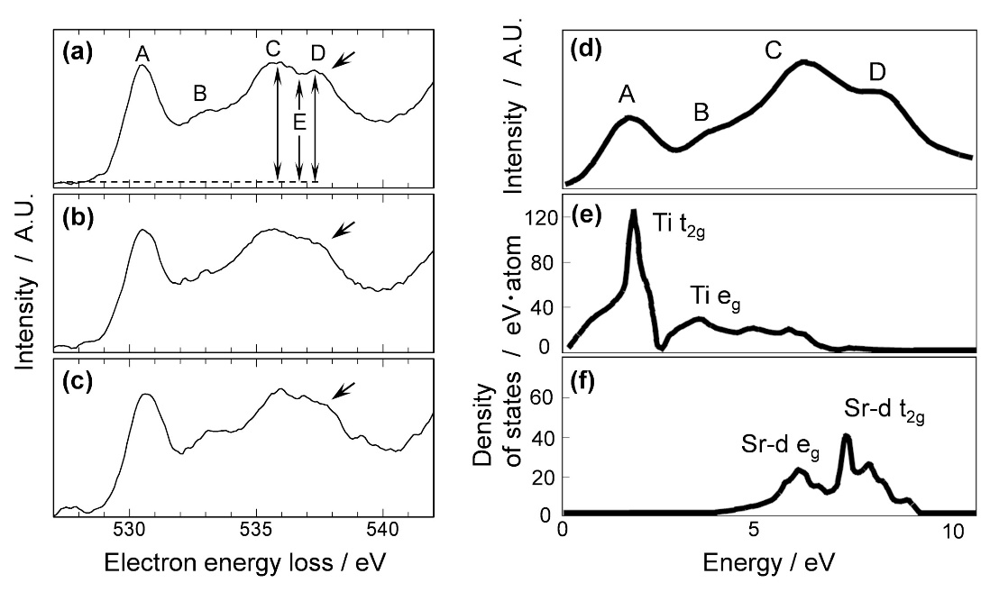 (a)
A
B
C
D
E
(b)
(c)
530
535
540
Electron energy loss / eV
Intensity / A.U.
(d)
A
B
C
D
Intensity / A.U.
(e)
Ti t2g
Ti eg
120
80
40
0
(f)
Sr-d eg
Sr-d t2g
60
40
20
0
Density
of states / eV·atom
0
5
10
Energy / eV